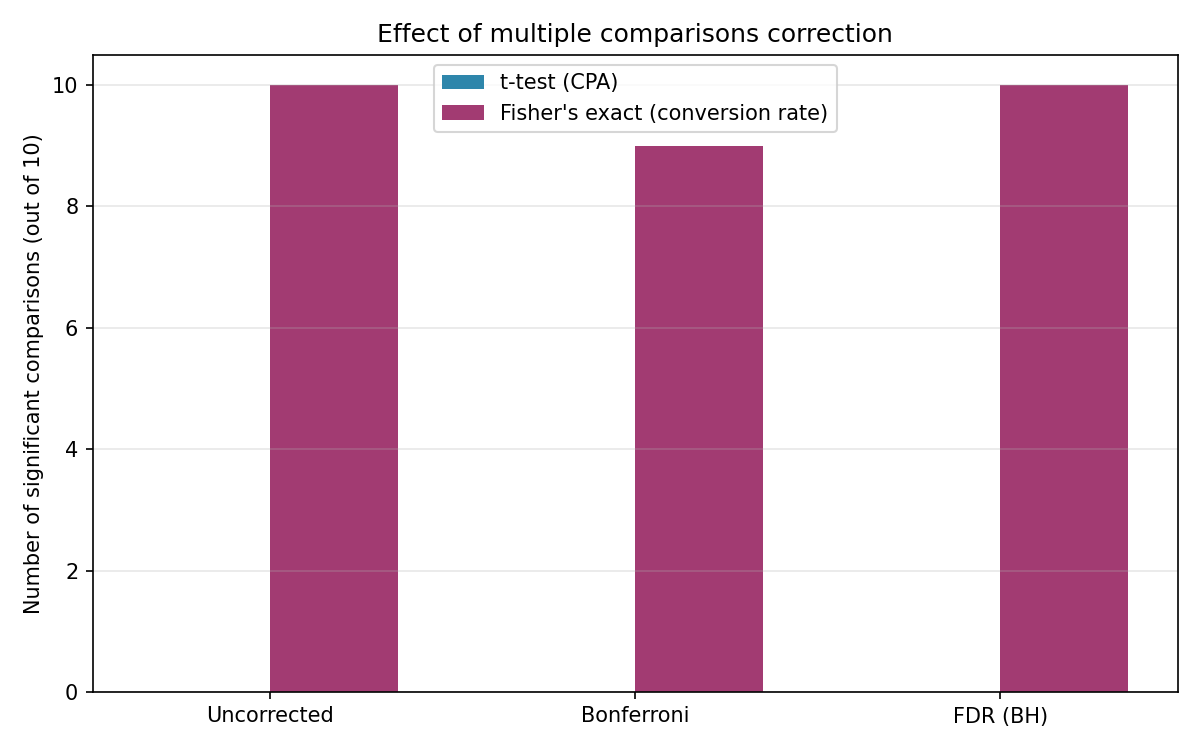 Effect of multiple comparisons correction
t-test (CPA)
Fisher's exact (conversion rate)
Number of significant comparisons (out of 10)
10
8
6
4
2
0
Uncorrected
Bonferroni
FDR (BH)